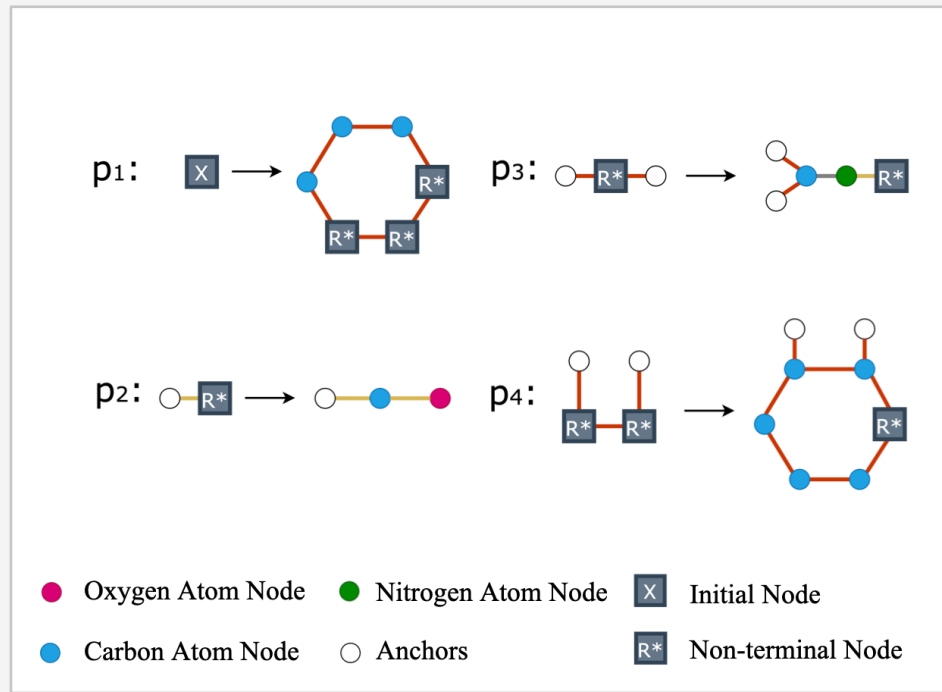 p1: X R* R* R*
p3: R* R*
p2: R*
p4: R* R* R*
Oxygen Atom Node
Nitrogen Atom Node
X Initial Node
Carbon Atom Node
Anchors
R* Non-terminal Node